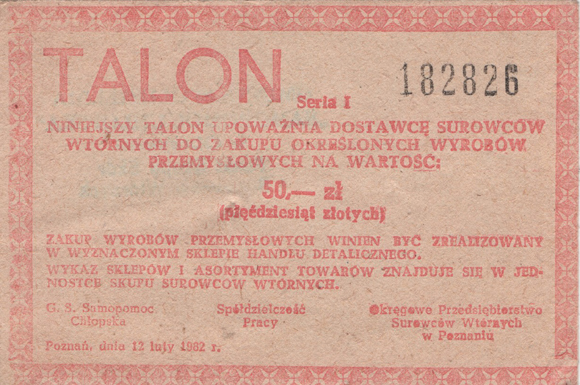 TALON
Seria I
182826
NINIEJSZY TALON UPOWAŻNIA DOSTAWCĘ SUROWCÓW
WTÓRNYCH DO ZAKUPU OKREŚLONYCH WYROBÓW
PRZEMYSŁOWYCH NA WARTOŚĆ:
50,— zł
(pięćdziesiąt złotych)
ZAKUP WYROBÓW PRZEMYSŁOWYCH WINIEN BYĆ ZREALIZOWANY
W WYZNACZONYM SKLEPIE HANDLU DETALICZNEGO.
WYKAZ SKLEPÓW I ASORTYMENT TOWARÓW ZNAJDUJE SIĘ W JED-
NOSTCE SKUPU SUROWCÓW WTÓRNYCH.
G. S. Samopomoc
Chłopska
Spółdzielczość
Pracy
Okręgowe Przedsiębiorstwo
Surowców Wtórnych
w Poznaniu
Poznań, dnia 12 luty 1982 r.